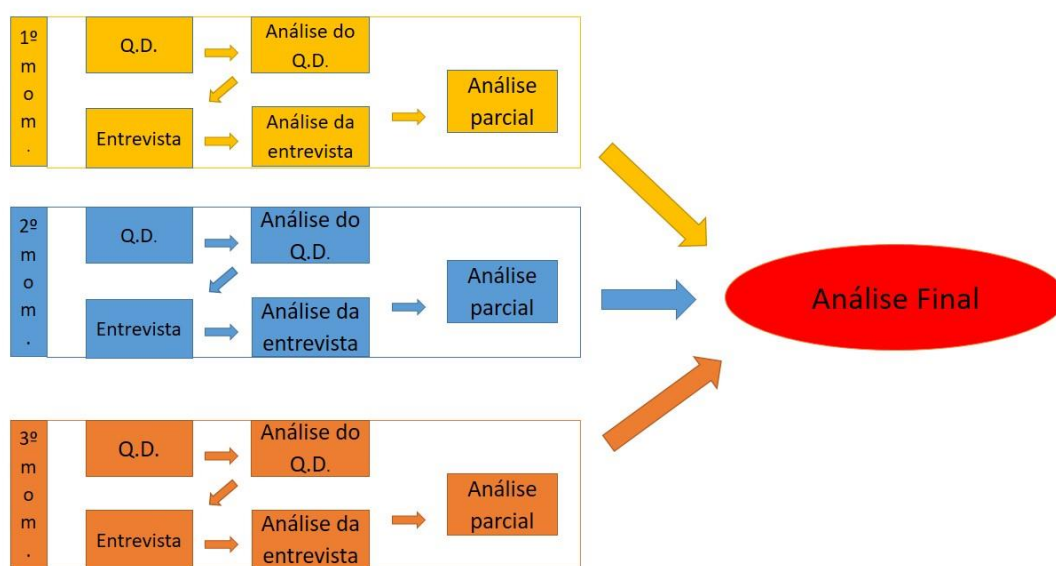 1º
m
o
m
.
Q.D.
Análise do
Q.D.
Entrevista
Análise da
entrevista
Análise
parcial
2º
m
o
m
.
Q.D.
Análise do
Q.D.
Entrevista
Análise da
entrevista
Análise
parcial
3º
m
o
m
.
Q.D.
Análise do
Q.D.
Entrevista
Análise da
entrevista
Análise
parcial
Análise Final